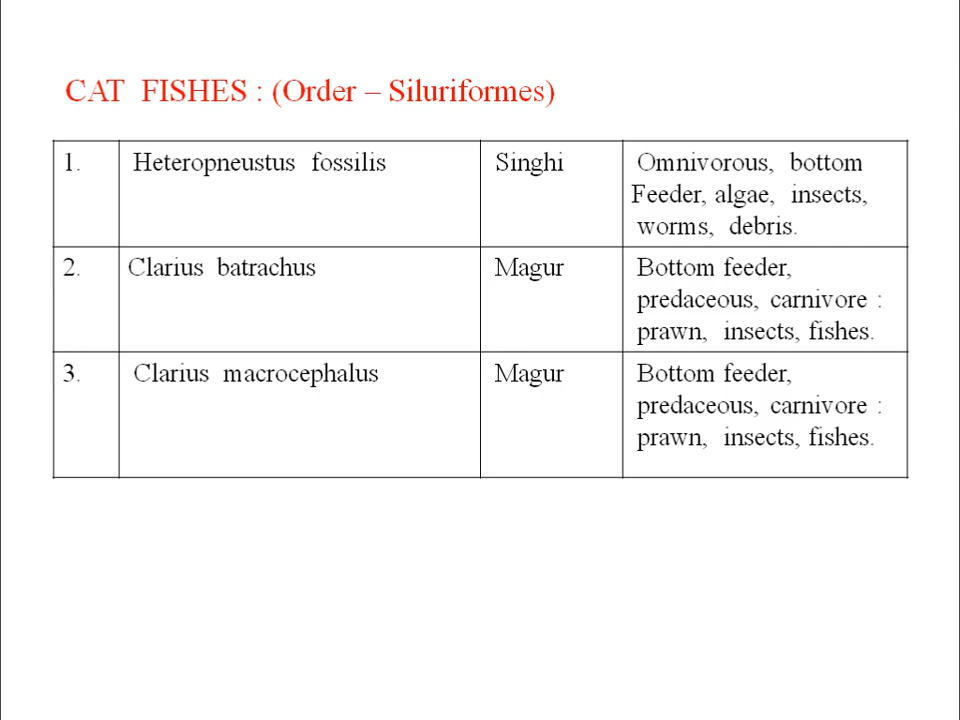 CAT FISHES : (Order – Siluriformes)
1. Heteropneustus fossilis Singhi Omnivorous, bottom
Feeder, algae, insects,
worms, debris.
2. Clarius batrachus Magur Bottom feeder,
predaceous, carnivore :
prawn, insects, fishes.
3. Clarius macrocephalus Magur Bottom feeder,
predaceous, carnivore :
prawn, insects, fishes.